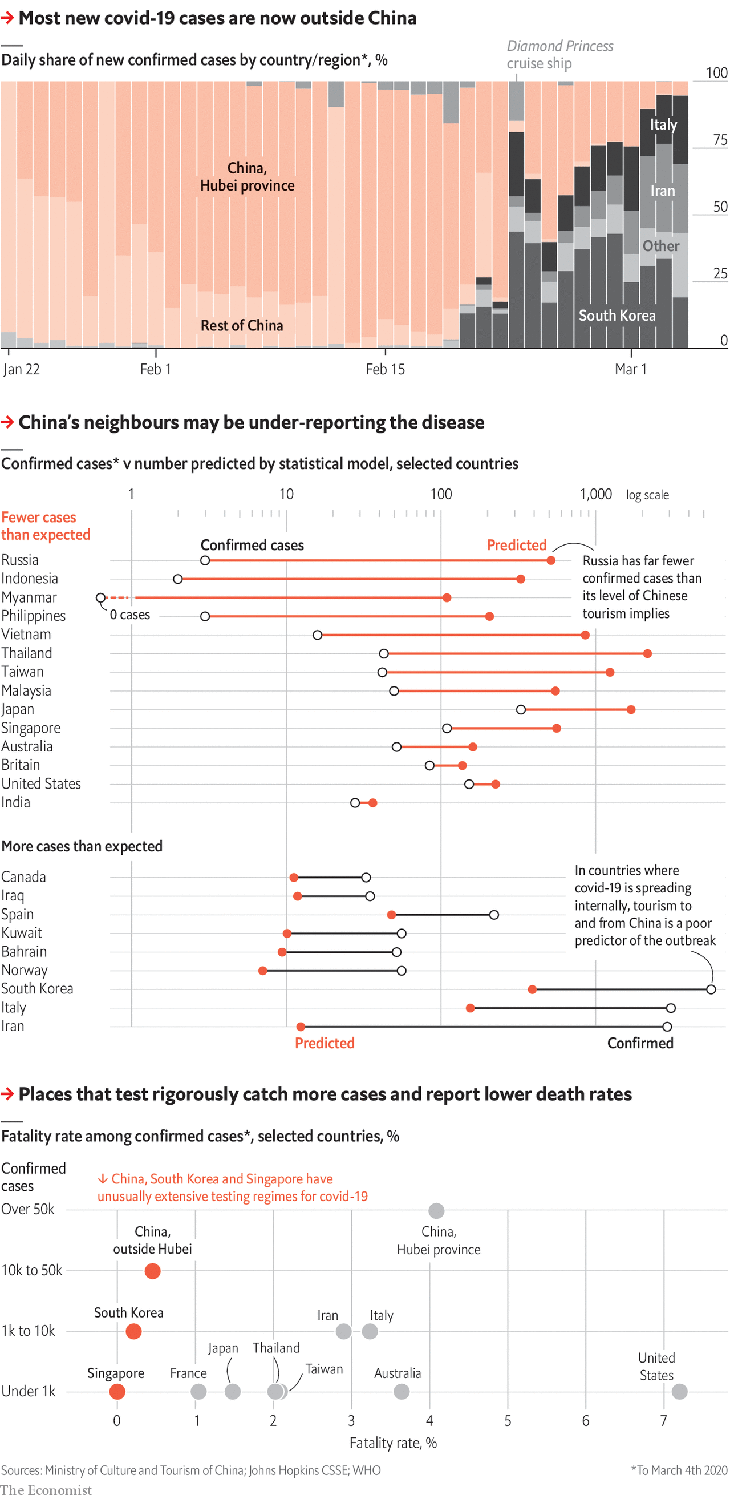 → Most new covid-19 cases are now outside China
Daily share of new confirmed cases by country/region*, %
Diamond Princess
cruise ship
100
75
50
25
0
Italy
Iran
Other
South Korea
China,
Hubei province
Rest of China
Jan 22
Feb 1
Feb 15
Mar 1
→ China’s neighbours may be under-reporting the disease
Confirmed cases* v number predicted by statistical model, selected countries
1
10
100
1,000
log scale
Fewer cases
than expected
Confirmed cases
Predicted
Russia
Indonesia
Myanmar
0 cases
Philippines
Vietnam
Thailand
Taiwan
Malaysia
Japan
Singapore
Australia
Britain
United States
India
Russia has far fewer
confirmed cases than
its level of Chinese
tourism implies
More cases than expected
Canada
Iraq
Spain
Kuwait
Bahrain
Norway
South Korea
Italy
Iran
In countries where
covid-19 is spreading
internally, tourism to
and from China is a poor
predictor of the outbreak
Predicted
Confirmed
→ Places that test rigorously catch more cases and report lower death rates
Fatality rate among confirmed cases*, selected countries, %
Confirmed
cases
↓ China, South Korea and Singapore have
unusually extensive testing regimes for covid-19
Over 50k
China,
outside Hubei
China,
Hubei province
10k to 50k
South Korea
Iran
Italy
1k to 10k
Japan
Thailand
Taiwan
United
States
Singapore
France
Australia
Under 1k
0
1
2
3
4
5
6
7
Fatality rate, %
Sources: Ministry of Culture and Tourism of China; Johns Hopkins CSSE; WHO
*To March 4th 2020
The Economist